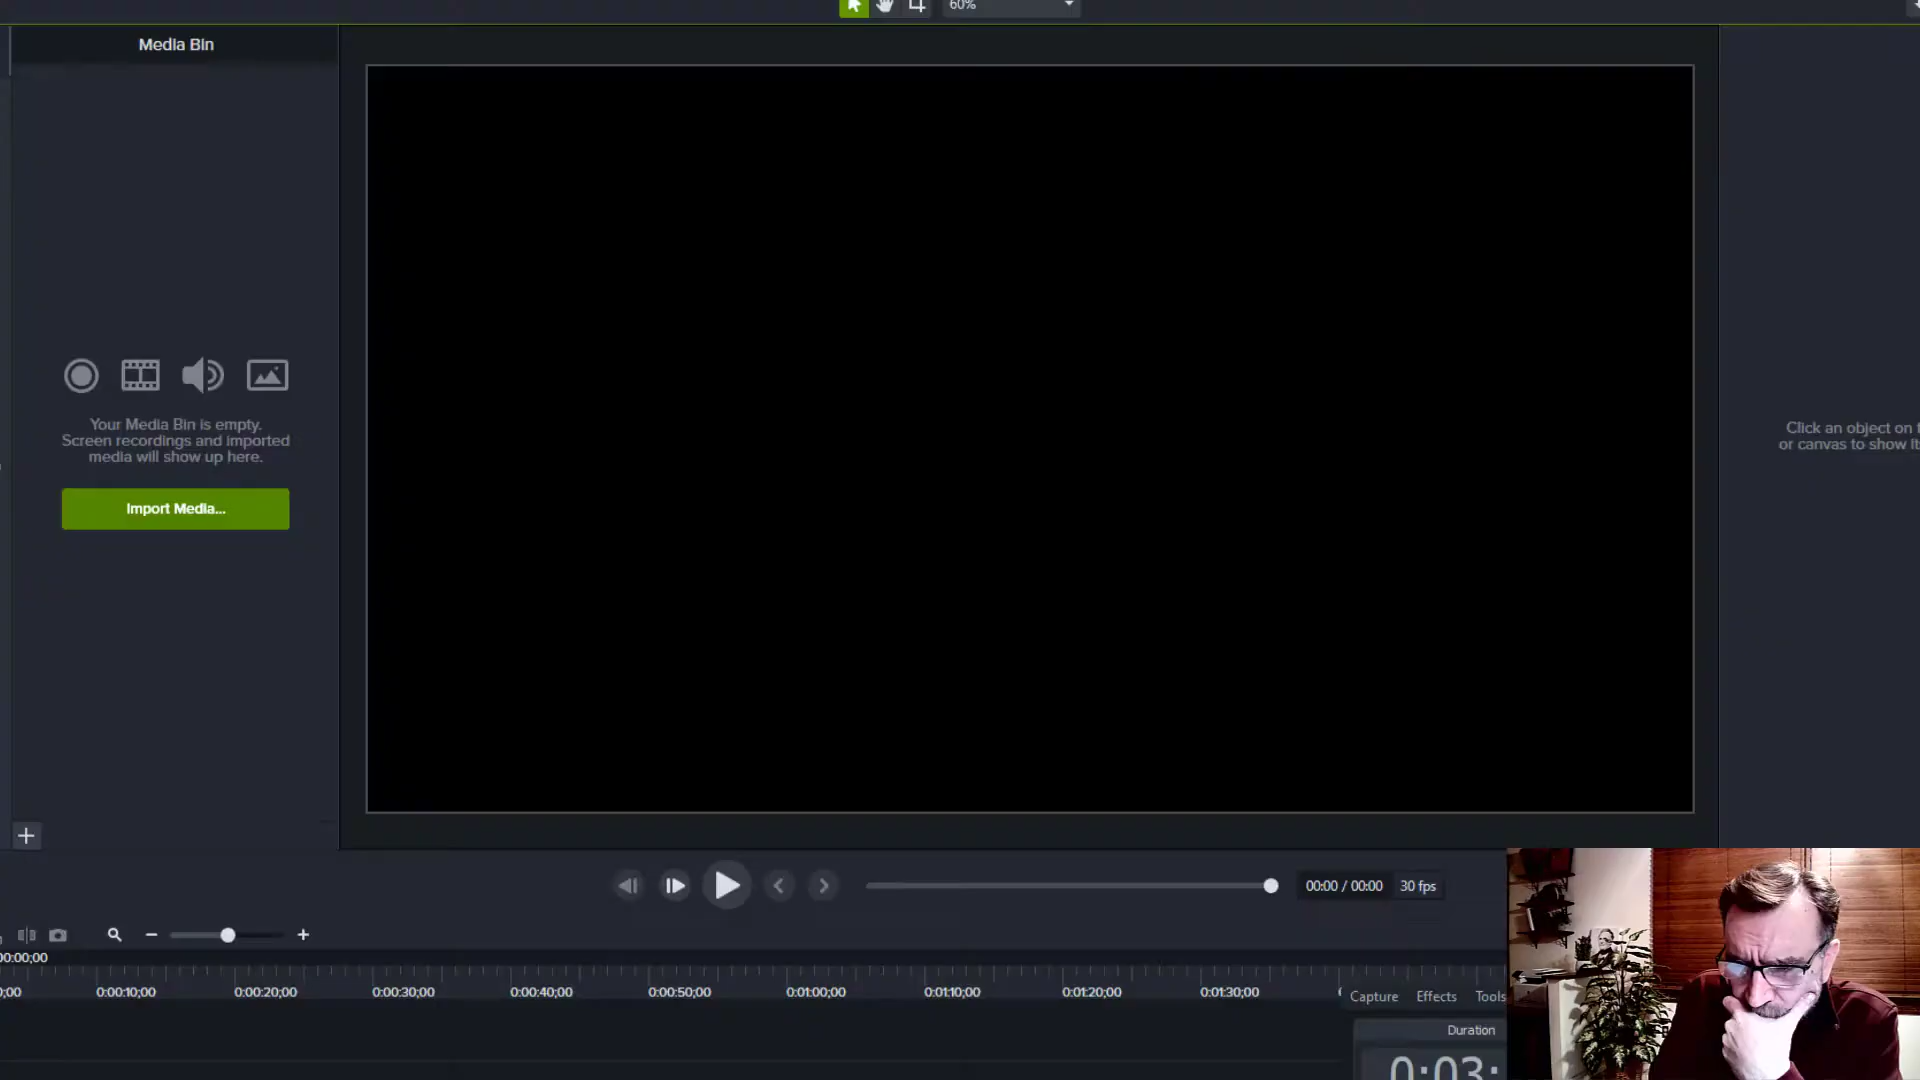 60%
Media Bin
Your Media Bin is empty.
Screen recordings and imported
media will show up here.
Import Media...
Click an object on
or canvas to show
00:00 / 00:00
30 fps
00:00;00
;00
0:00:10;00
0:00:20;00
0:00:30;00
0:00:40;00
0:00:50;00
0:01:00;00
0:01:10;00
0:01:20;00
0:01:30;00
Capture
Effects
Tools
Duration
0:03: